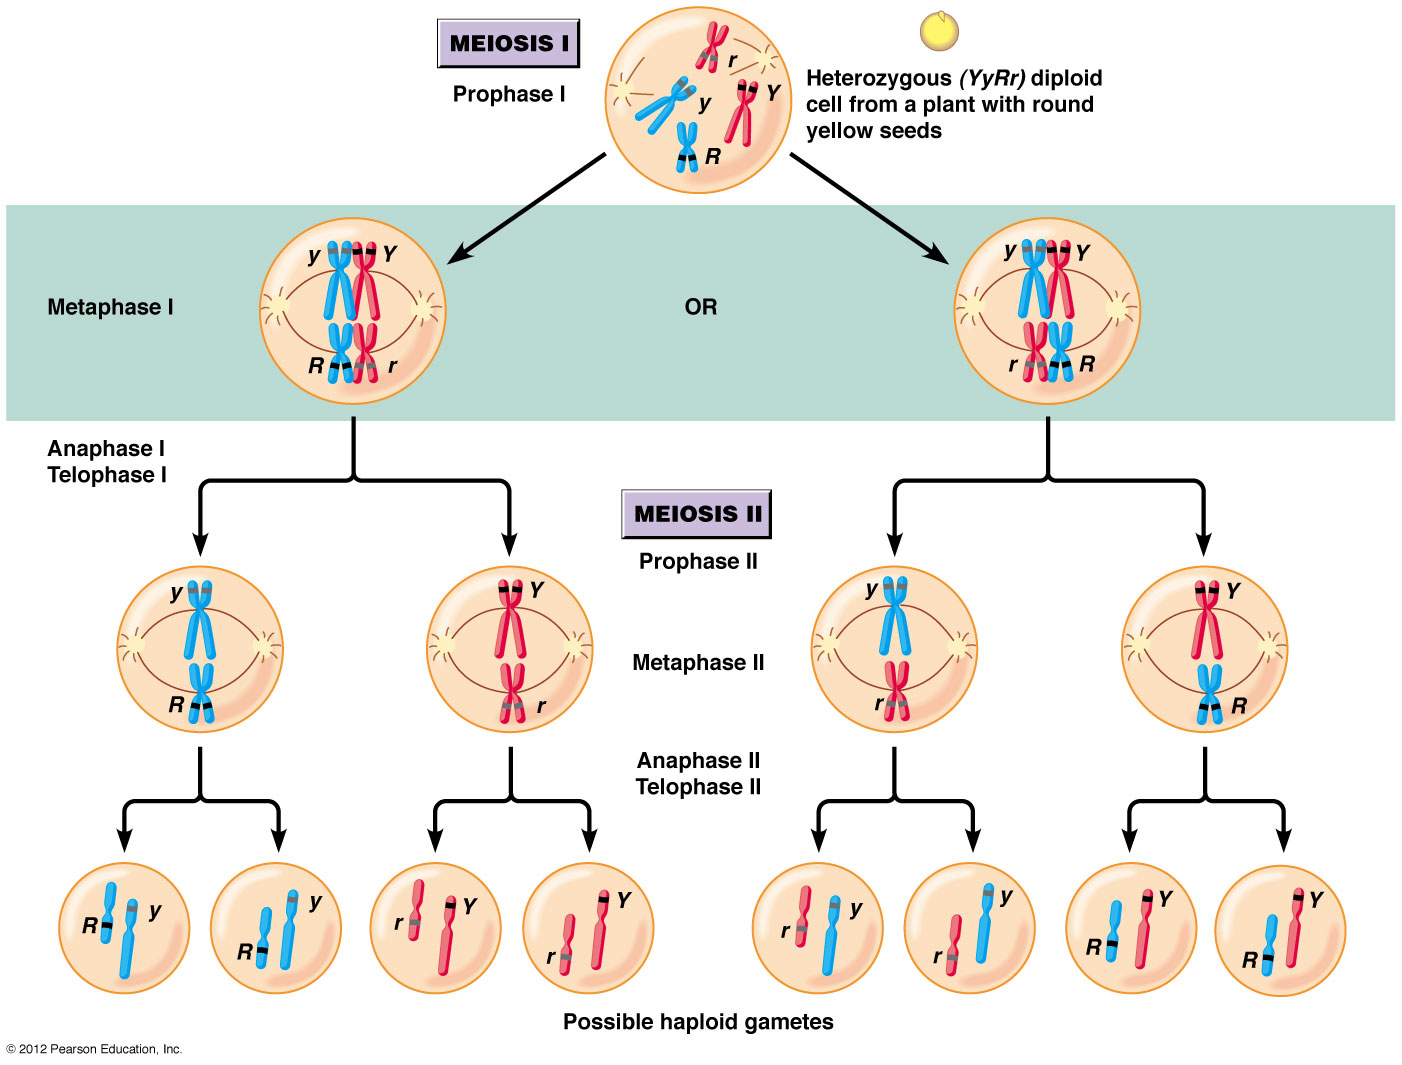 MEIOSIS I
Prophase I
Heterozygous (YyRr) diploid
cell from a plant with round
yellow seeds
r
y
Y
R
Metaphase I
y
Y
R
r
OR
y
Y
r
R
Anaphase I
Telophase I
MEIOSIS II
Prophase II
y
R
Y
r
Metaphase II
y
r
Y
R
Anaphase II
Telophase II
R
y
R
y
r
Y
r
Y
r
y
r
y
R
Y
R
Y
Possible haploid gametes
© 2012 Pearson Education, Inc.